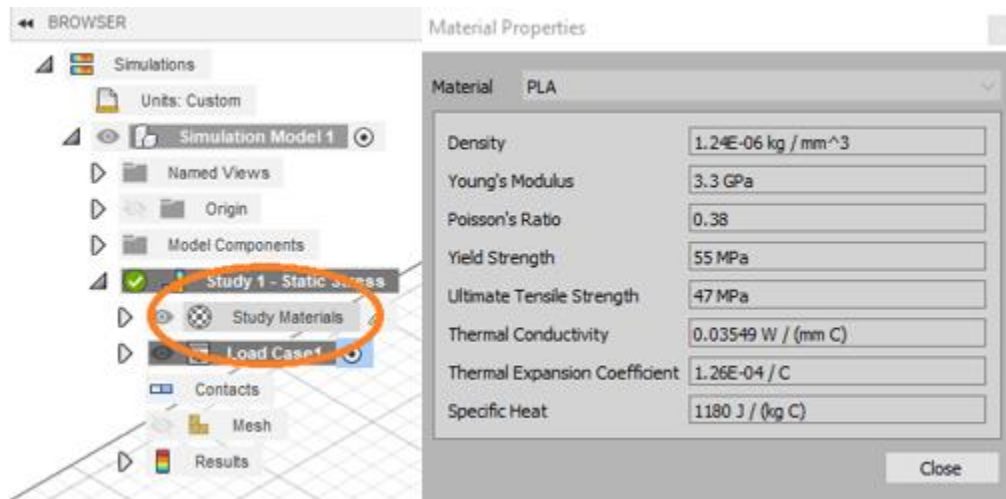 BROWSER
Simulations
Units: Custom
Simulation Model 1
Named Views
Origin
Model Components
Study 1 - Static Stress
Study Materials
Load Case1
Contacts
Mesh
Results
Material Properties
Material PLA
Density 1.24E-06 kg / mm^3
Young's Modulus 3.3 GPa
Poisson's Ratio 0.38
Yield Strength 55 MPa
Ultimate Tensile Strength 47 MPa
Thermal Conductivity 0.03549 W / (mm C)
Thermal Expansion Coefficient 1.26E-04 / C
Specific Heat 1180 J / (kg C)
Close